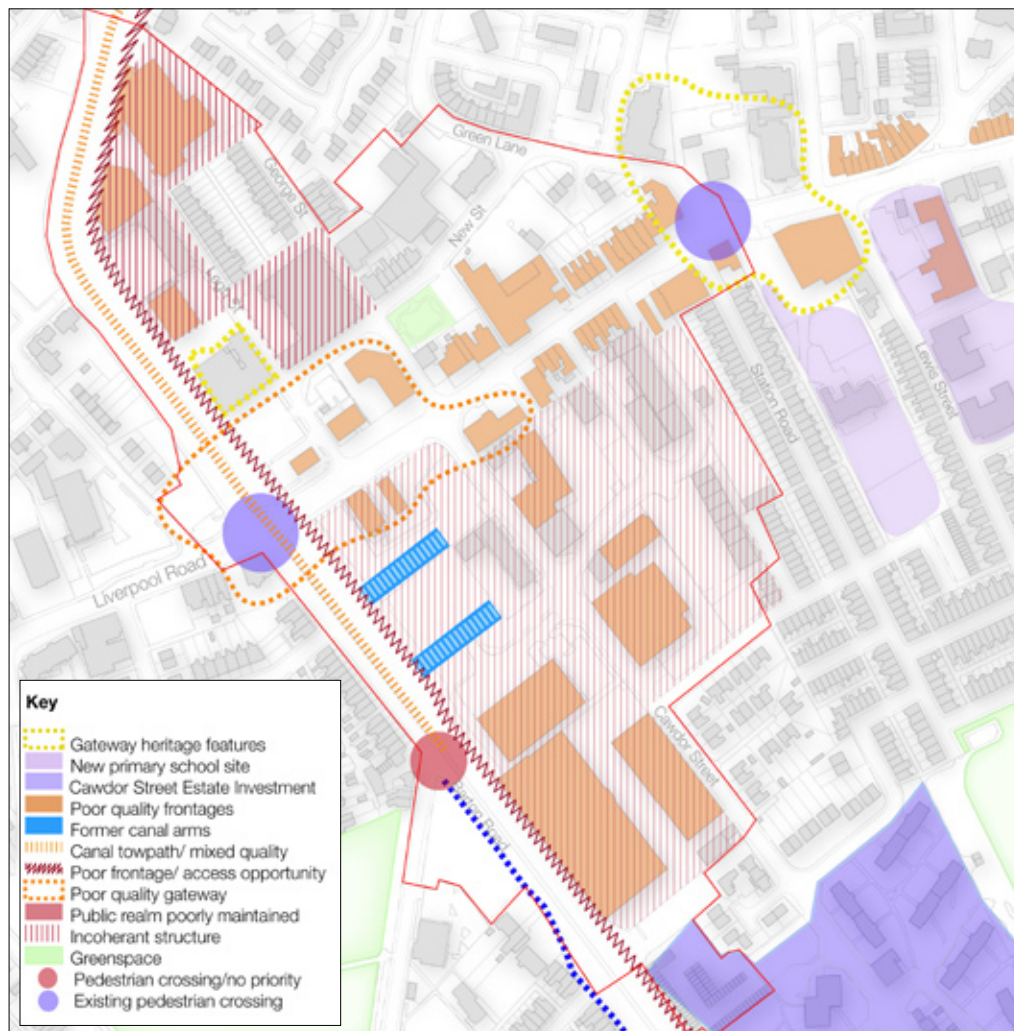 Green Lane
George St
New St
Lewis Street
Station Road
Liverpool Road
Cawdor Street
Road
Key
Gateway heritage features
New primary school site
Cawdor Street Estate Investment
Poor quality frontages
Former canal arms
Canal towpath/ mixed quality
Poor frontage/ access opportunity
Poor quality gateway
Public realm poorly maintained
Incoherant structure
Greenspace
Pedestrian crossing/no priority
Existing pedestrian crossing